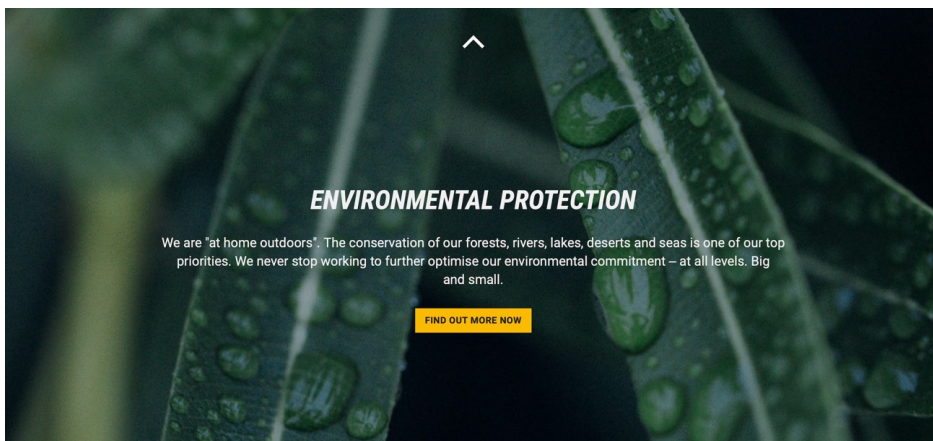 ENVIRONMENTAL PROTECTION
We are "at home outdoors". The conservation of our forests, rivers, lakes, deserts and seas is one of our top
priorities. We never stop working to further optimise our environmental commitment – at all levels. Big
and small.
FIND OUT MORE NOW